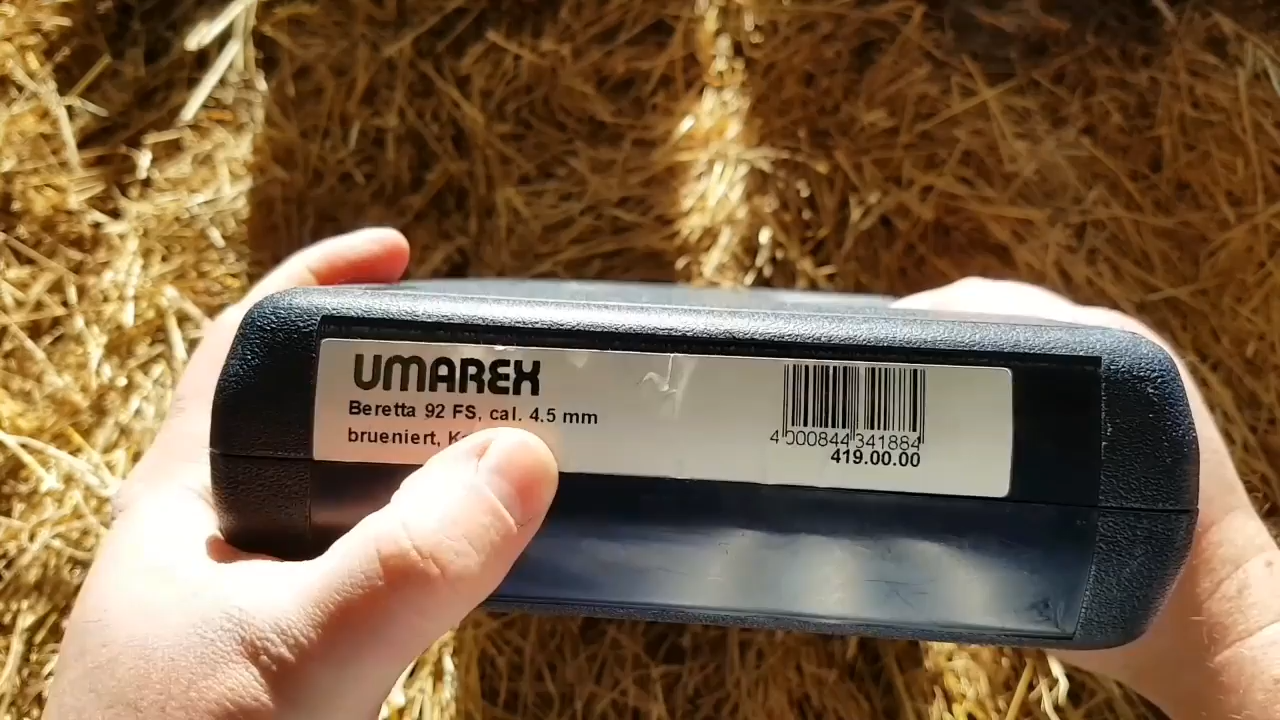 UMAREX
Beretta 92 FS, cal. 4.5 mm
brueniert,
4 000844 341884
419.00.00